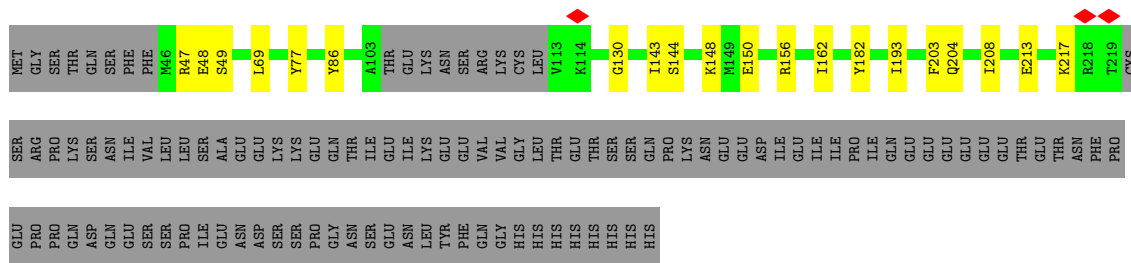 MET GLY SER THR GLN SER PHE PHE M46 R47 E48 S49 L69 Y77 Y86 A103 THR GLU LYS ASN SER ARG LYS CYS LEU V113 K114 G130 I143 S144 K148 M149 E150 R156 I162 Y182 I193 F203 Q204 I208 E213 K217 R218 T219 CYS
SER ARG PRO LYS SER ASN ILE VAL LEU LEU SER ALA GLU GLU LYS LYS GLU GLN THR ILE GLU ILE LYS GLU GLU VAL VAL GLY LEU THR GLU THR SER SER GLN PRO LYS ASN GLU GLU ASP ILE GLU ILE ILE PRO ILE GLN GLU GLU GLU GLU GLU THR GLU THR ASN PHE PRO
GLU PRO PRO GLN ASP GLN GLU SER SER PRO ILE GLU ASN ASP SER SER PRO GLY ASN SER GLU ASN LEU TYR PHE GLN GLY HIS HIS HIS HIS HIS HIS HIS HIS